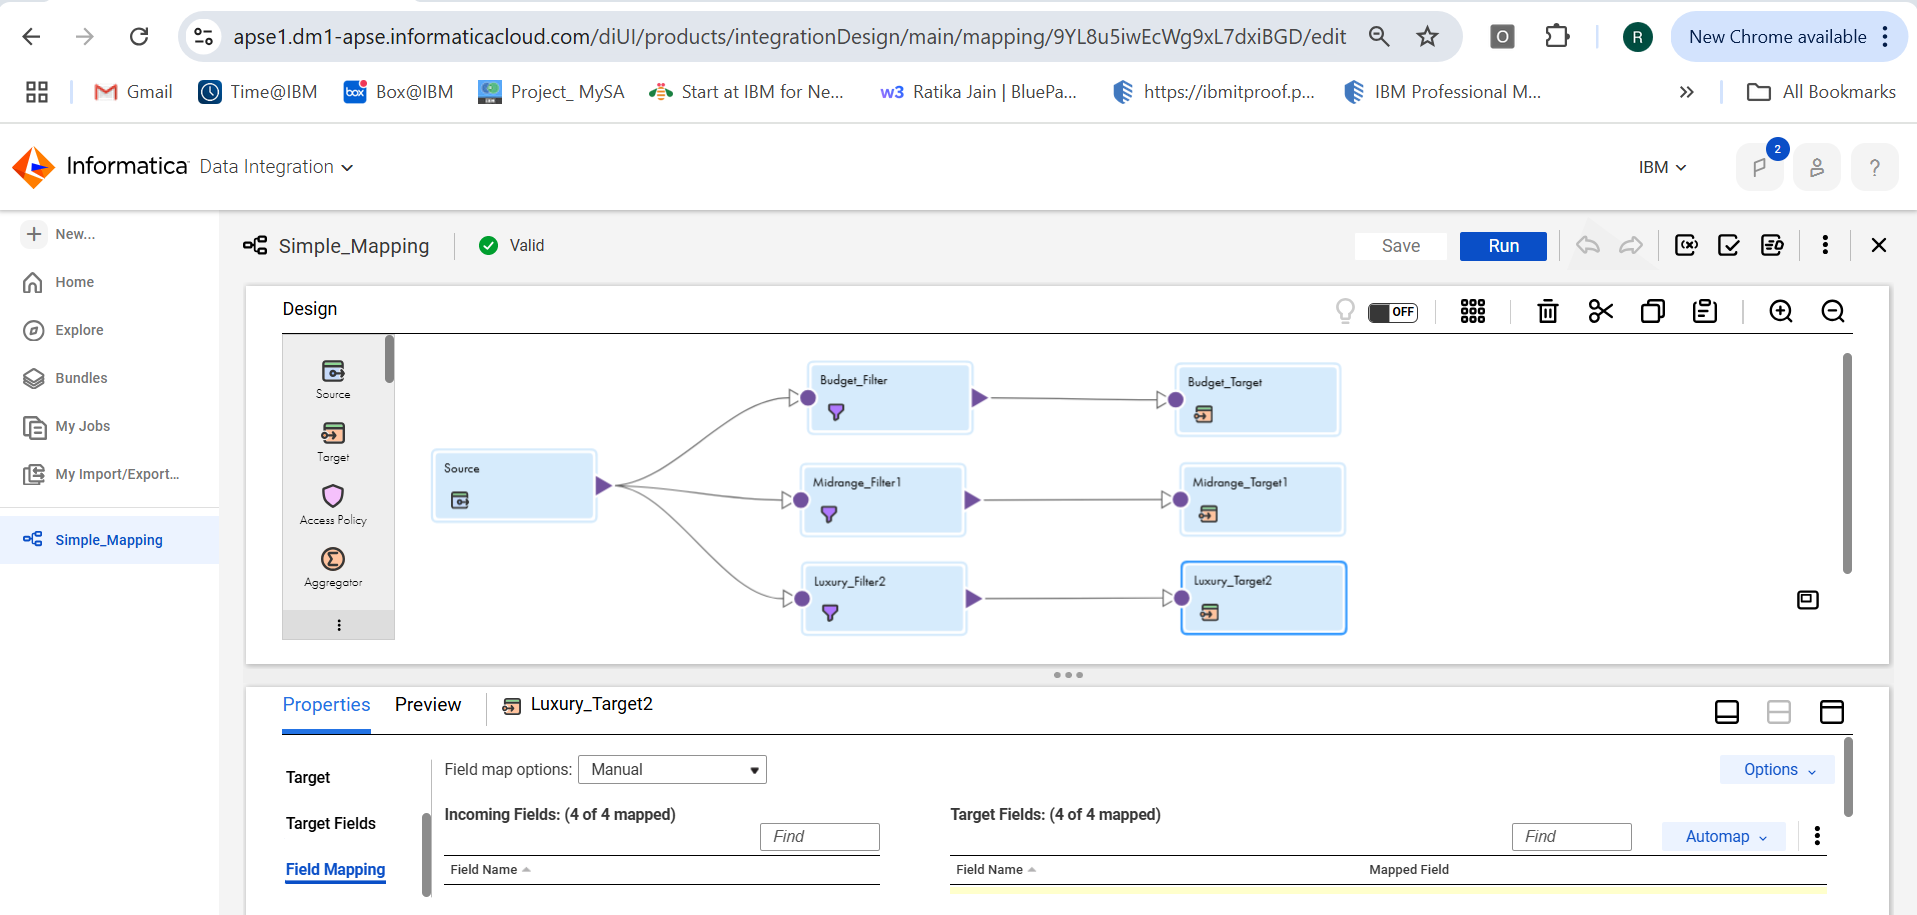 apse1.dm1-apse.informaticacloud.com/diUI/products/integrationDesign/main/mapping/9YL8u5iwEcWg9xL7dxiBGD/edit
O
R
New Chrome available
Gmail
Time@IBM
box
Box@IBM
Project_ MySA
Start at IBM for Ne...
w3 Ratika Jain | BluePa...
https://ibmitproof.p...
IBM Professional M...
»
All Bookmarks
Informatica Data Integration
IBM
2
?
New...
Home
Explore
Bundles
My Jobs
My Import/Export...
Simple_Mapping
Simple_Mapping
Valid
Save
Run
Design
OFF
Source
Target
Access Policy
Aggregator
Source
Budget_Filter
Budget_Target
Midrange_Filter1
Midrange_Target1
Luxury_Filter2
Luxury_Target2
Properties
Preview
Luxury_Target2
Target
Target Fields
Field Mapping
Field map options: Manual
Options
Incoming Fields: (4 of 4 mapped)
Find
Field Name
Target Fields: (4 of 4 mapped)
Find
Automap
Field Name
Mapped Field